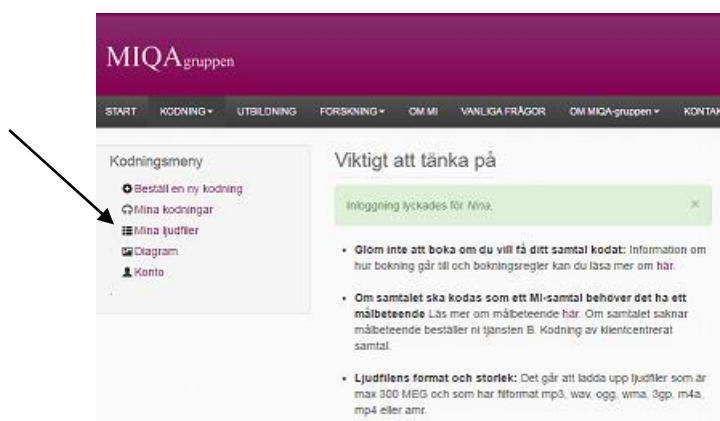 MIQAgruppen
START KODNING UTBILDNING FORSKNING OM MI VANLIGA FRÅGOR OM MIQA-gruppen KONTAK
Kodningsmeny
Beställ en ny kodning
Mina kodningar
Mina ljudfiler
Diagram
Konto
Viktigt att tänka på
Inloggning lyckades för Nina.
×
• Glöm inte att boka om du vill få ditt samtal kodat: Information om
hur bokning går till och bokningsregler kan du läsa mer om här.
• Om samtalet ska kodas som ett MI-samtal behöver det ha ett
målbeteende Läs mer om målbeteende här. Om samtalet saknar
målbeteende beställer ni tjänsten B. Kodning av klientcentrerat
samtal.
• Ljudfilens format och storlek: Det går att ladda upp ljudfiler som är
max 300 MEG och som har filformat mp3, wav, ogg, wma, 3gp, m4a,
mp4 eller amr.